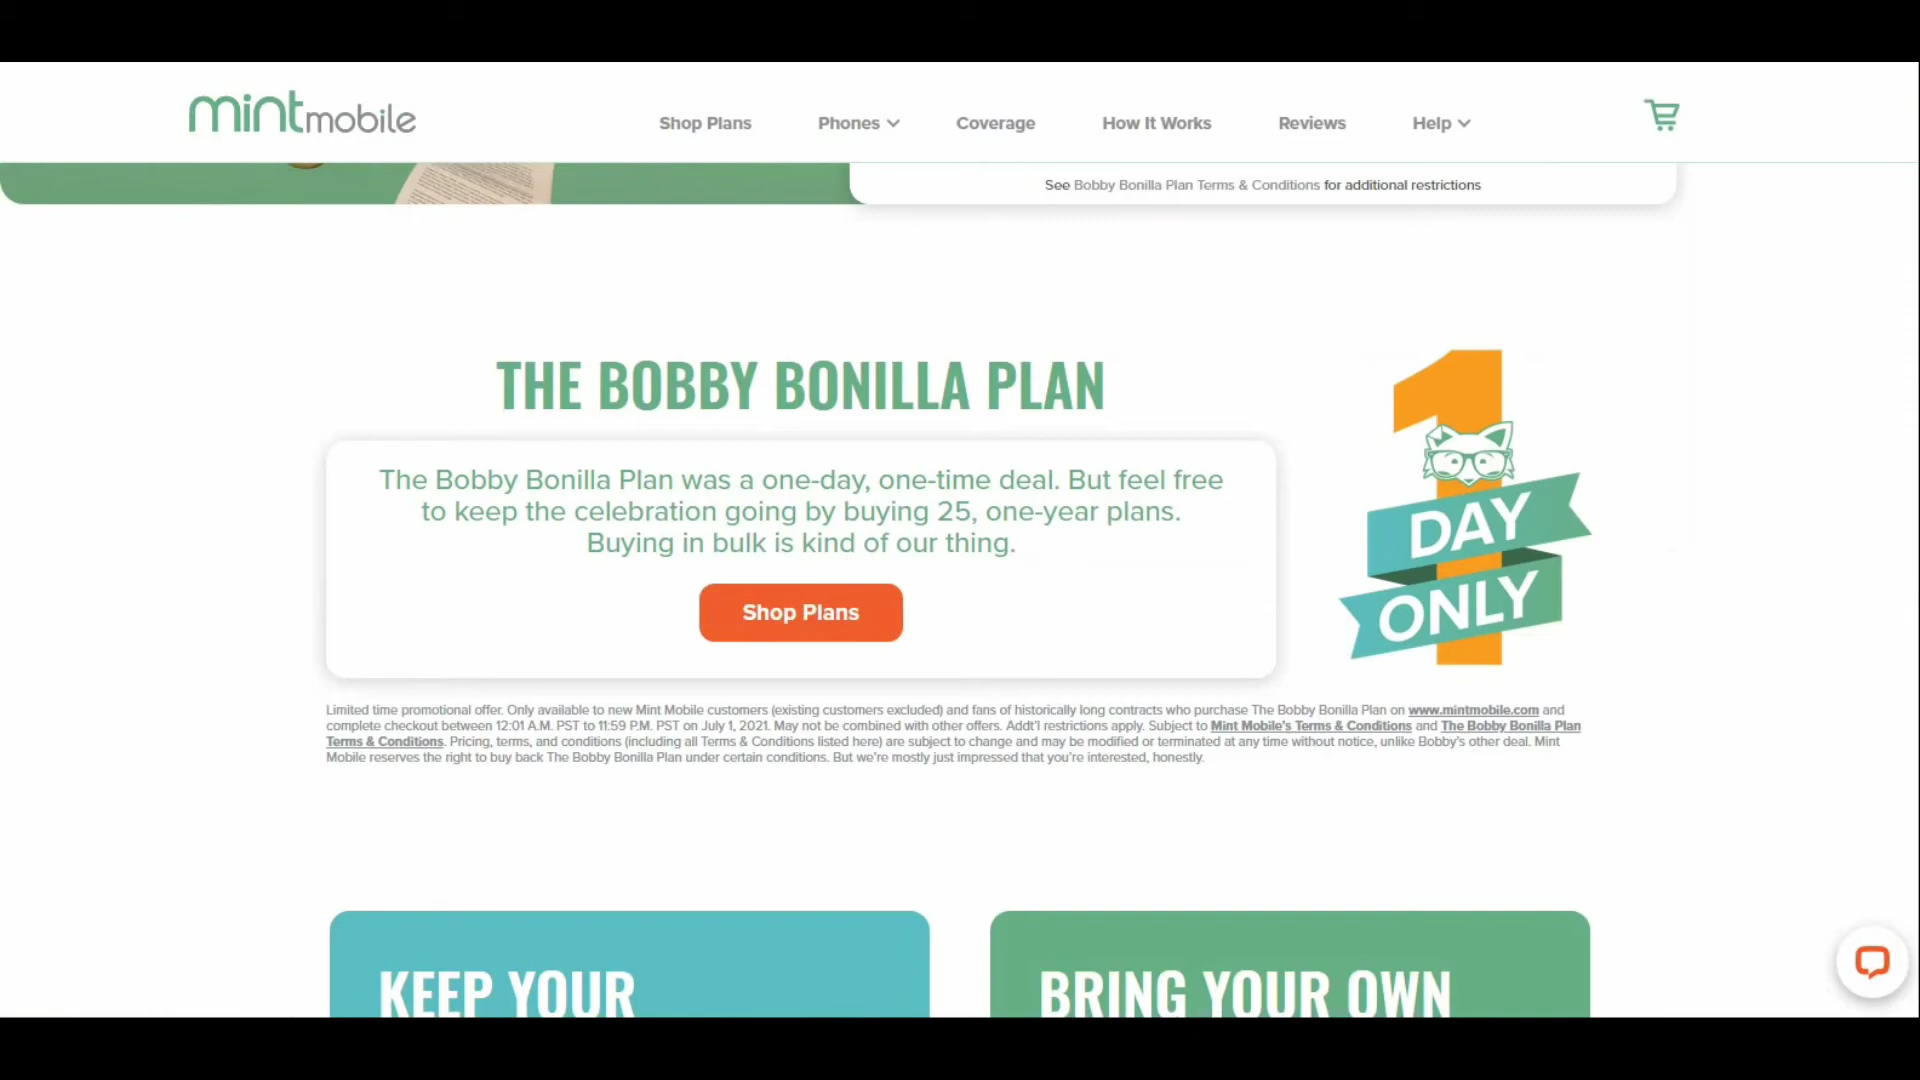 mintmobile
Shop Plans
Phones
Coverage
How It Works
Reviews
Help
See Bobby Bonilla Plan Terms & Conditions for additional restrictions
THE BOBBY BONILLA PLAN
The Bobby Bonilla Plan was a one-day, one-time deal. But feel free
to keep the celebration going by buying 25, one-year plans.
Buying in bulk is kind of our thing.
Shop Plans
1
DAY
ONLY
Limited time promotional offer. Only available to new Mint Mobile customers (existing customers excluded) and fans of historically long contracts who purchase The Bobby Bonilla Plan on www.mintmobile.com and
complete checkout between 12:01 A.M. PST to 11:59 P.M. PST on July 1, 2021. May not be combined with other offers. Addt'l restrictions apply. Subject to Mint Mobile's Terms & Conditions and The Bobby Bonilla Plan
Terms & Conditions. Pricing, terms, and conditions (including all Terms & Conditions listed here) are subject to change and may be modified or terminated at any time without notice, unlike Bobby's other deal. Mint
Mobile reserves the right to buy back The Bobby Bonilla Plan under certain conditions. But we're mostly just impressed that you're interested, honestly.
KEEP YOUR
BRING YOUR OWN